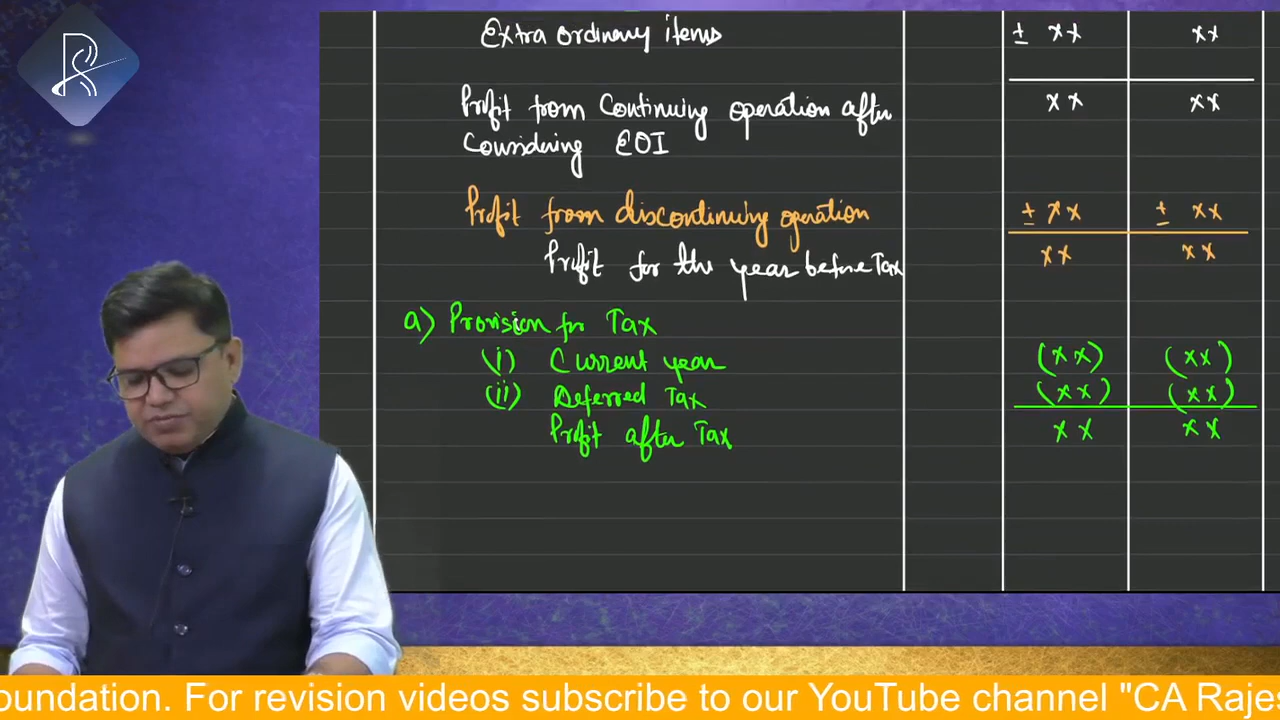 Extra ordinary items ± xx xx
Profit from Continuing operation after xx xx
Considering EOI
Profit from discontinuing operation ± xx ± xx
Profit for the year before Tax xx xx
a) Provision for Tax
(i) Current year (xx) (xx)
(ii) Deferred Tax (xx) (xx)
Profit after Tax xx xx
oundation. For revision videos subscribe to our YouTube channel "CA Rajes